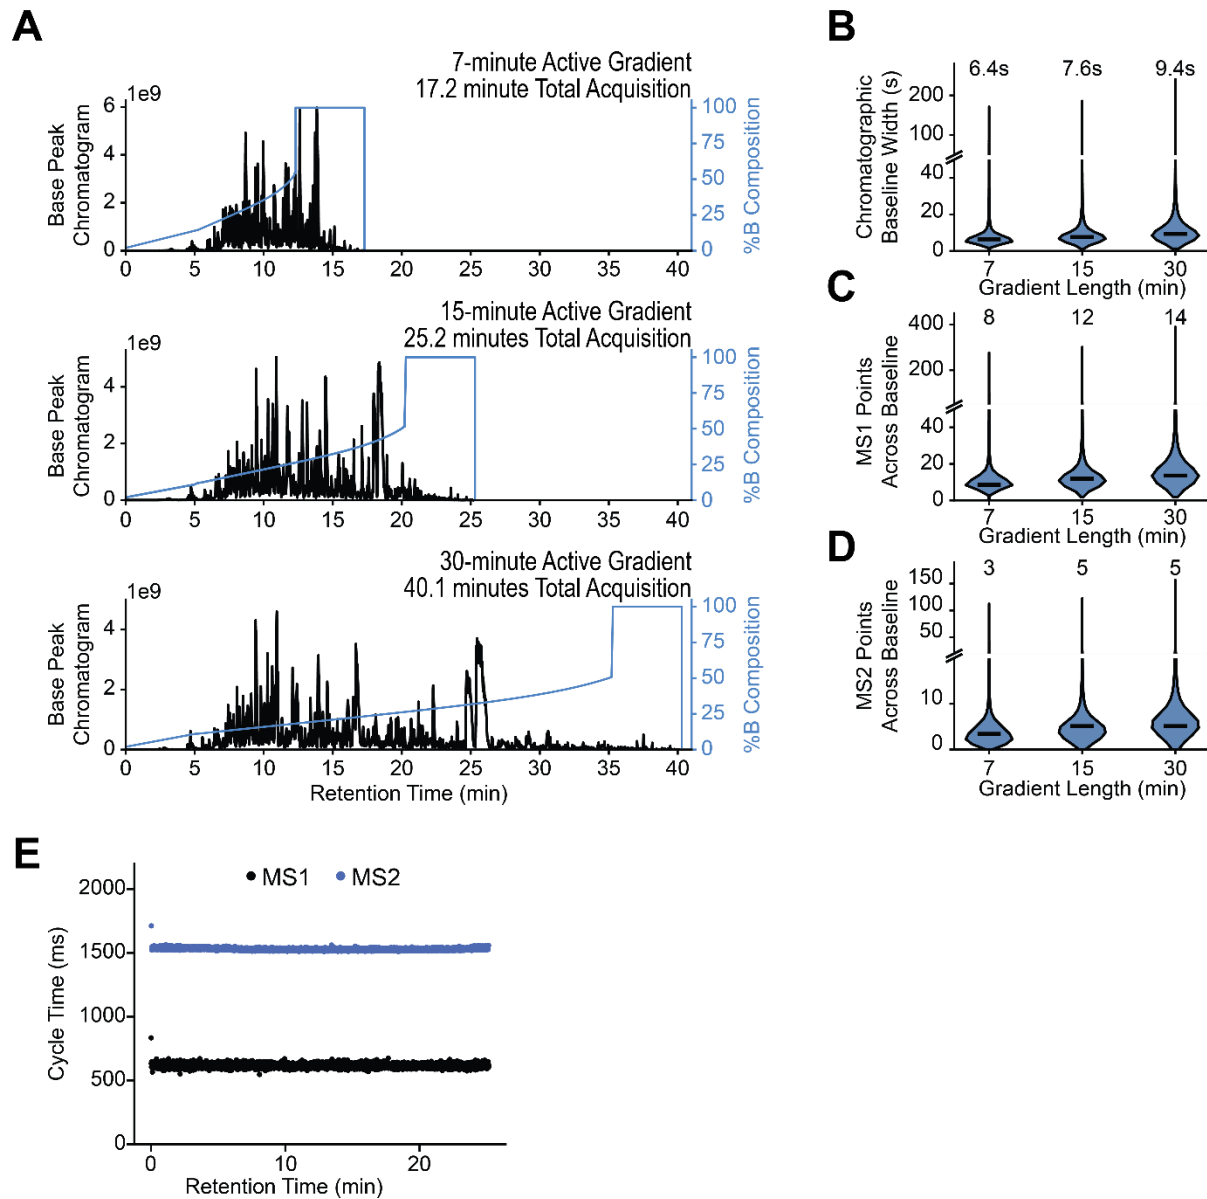 A
7-minute Active Gradient
17.2 minute Total Acquisition
1e9
Base Peak
Chromatogram
6
4
2
0
100
75
50
25
0
%B Composition
0 5 10 15 20 25 30 35 40
15-minute Active Gradient
25.2 minutes Total Acquisition
1e9
Base Peak
Chromatogram
4
2
0
100
75
50
25
0
%B Composition
0 5 10 15 20 25 30 35 40
30-minute Active Gradient
40.1 minutes Total Acquisition
1e9
Base Peak
Chromatogram
4
2
0
100
75
50
25
0
%B Composition
0 5 10 15 20 25 30 35 40
Retention Time (min)
B
6.4s 7.6s 9.4s
Chromatographic
Baseline Width (s)
200
100
40
20
0
7 15 30
Gradient Length (min)
C
8 12 14
MS1 Points
Across Baseline
400
200
40
20
0
7 15 30
Gradient Length (min)
D
3 5 5
MS2 Points
Across Baseline
150
100
50
10
0
7 15 30
Gradient Length (min)
E
MS1 MS2
Cycle Time (ms)
2000
1500
1000
500
0
0 10 20
Retention Time (min)